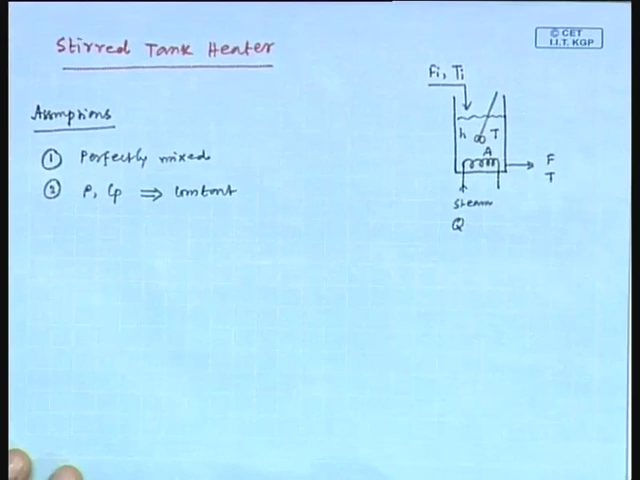 Stirred Tank Heater
© CET
I.I.T. KGP
Fi, Ti
Assumptions
h T
① Perfectly mixed
A
F
② ρ, Cp ⇒ constant
T
Steam
Q